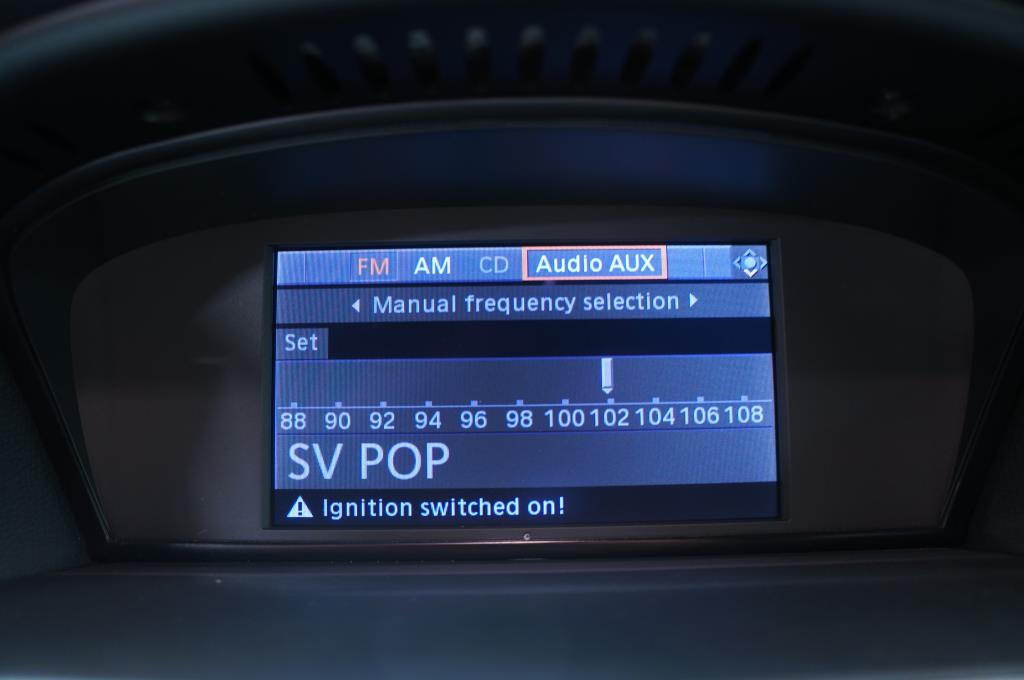 FM AM CD Audio AUX
Manual frequency selection
Set
88 90 92 94 96 98 100 102 104 106 108
SV POP
Ignition switched on!